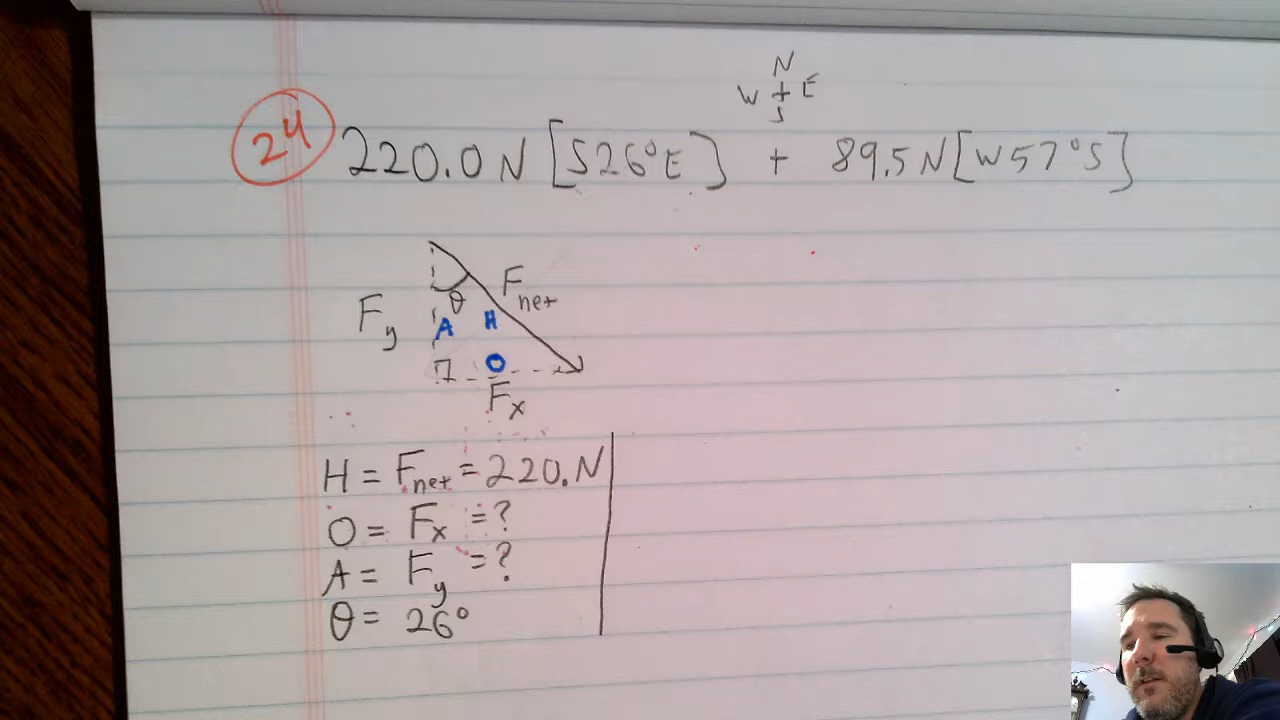 N
W + E
S
24 220.0 N [S26°E] + 89.5 N [W57°S]
F net
θ
F y A H
O
F x
H = F net = 220. N
O = F x = ?
A = F y = ?
θ = 26°